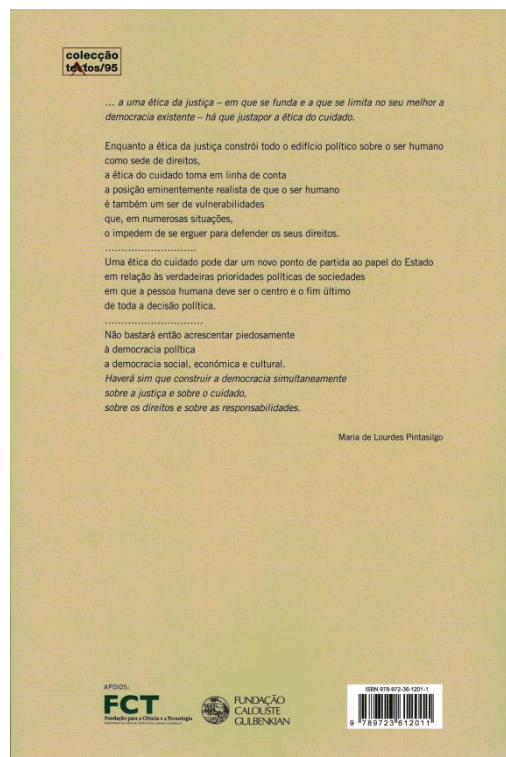 colecção
textos/95
... a uma ética da justiça – em que se funda e a que se limita no seu melhor a
democracia existente – há que justapor a ética do cuidado.
Enquanto a ética da justiça constrói todo o edifício político sobre o ser humano
como sede de direitos,
a ética do cuidado toma em linha de conta
a posição eminentemente realista de que o ser humano
é também um ser de vulnerabilidades
que, em numerosas situações,
o impedem de se erguer para defender os seus direitos.
............................
Uma ética do cuidado pode dar um novo ponto de partida ao papel do Estado
em relação às verdadeiras prioridades políticas de sociedades
em que a pessoa humana deve ser o centro e o fim último
de toda a decisão política.
..............................
Não bastará então acrescentar piedosamente
à democracia política
a democracia social, económica e cultural.
Haverá sim que construir a democracia simultaneamente
sobre a justiça e sobre o cuidado,
sobre os direitos e sobre as responsabilidades.
Maria de Lourdes Pintasilgo
APOIOS:
FCT
Fundação para a Ciência e a Tecnologia
FUNDAÇÃO
CALOUSTE
GULBENKIAN
ISBN 978-972-36-1201-1
9 789723 612011